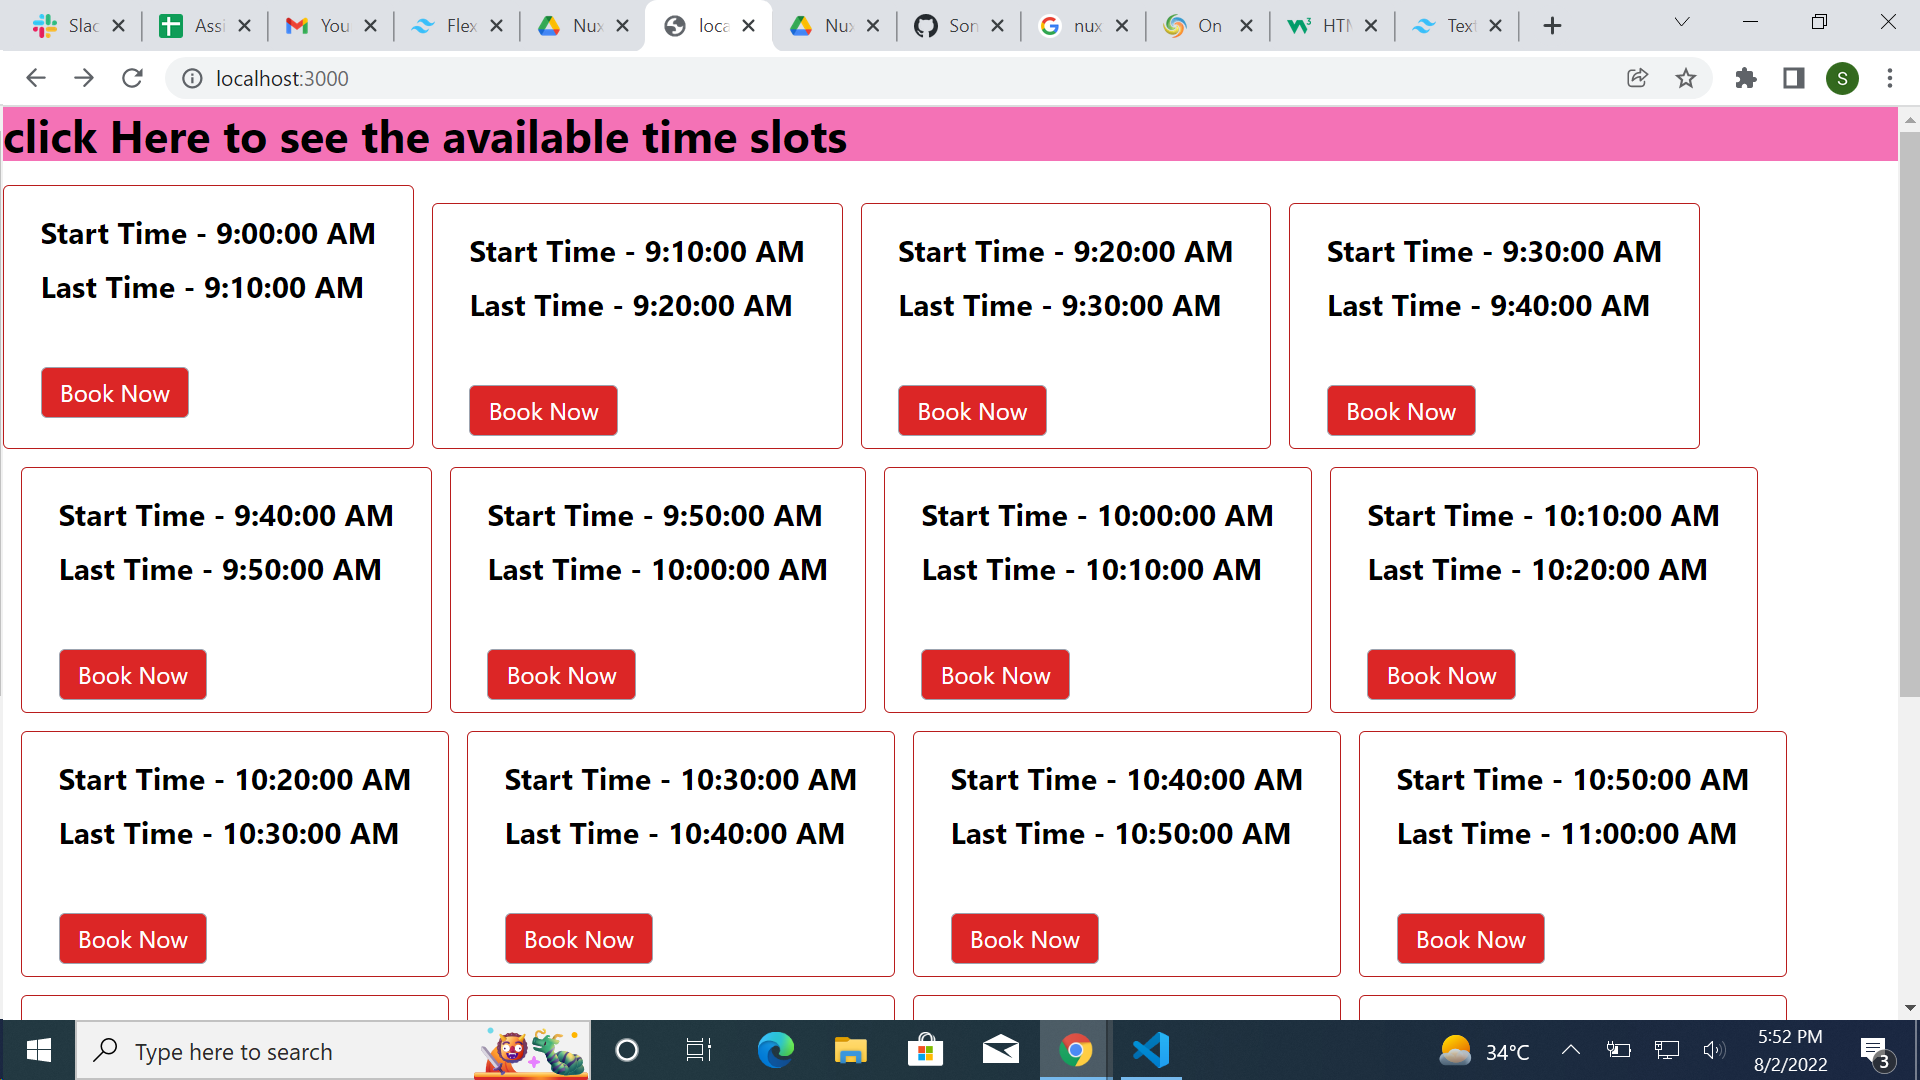 Slac Assi You Flex Nux loca Nux Son nux On HTM Text
localhost:3000
S
click Here to see the available time slots
Start Time - 9:00:00 AM
Last Time - 9:10:00 AM
Book Now
Start Time - 9:10:00 AM
Last Time - 9:20:00 AM
Book Now
Start Time - 9:20:00 AM
Last Time - 9:30:00 AM
Book Now
Start Time - 9:30:00 AM
Last Time - 9:40:00 AM
Book Now
Start Time - 9:40:00 AM
Last Time - 9:50:00 AM
Book Now
Start Time - 9:50:00 AM
Last Time - 10:00:00 AM
Book Now
Start Time - 10:00:00 AM
Last Time - 10:10:00 AM
Book Now
Start Time - 10:10:00 AM
Last Time - 10:20:00 AM
Book Now
Start Time - 10:20:00 AM
Last Time - 10:30:00 AM
Book Now
Start Time - 10:30:00 AM
Last Time - 10:40:00 AM
Book Now
Start Time - 10:40:00 AM
Last Time - 10:50:00 AM
Book Now
Start Time - 10:50:00 AM
Last Time - 11:00:00 AM
Book Now
Type here to search
34°C
5:52 PM
8/2/2022
3